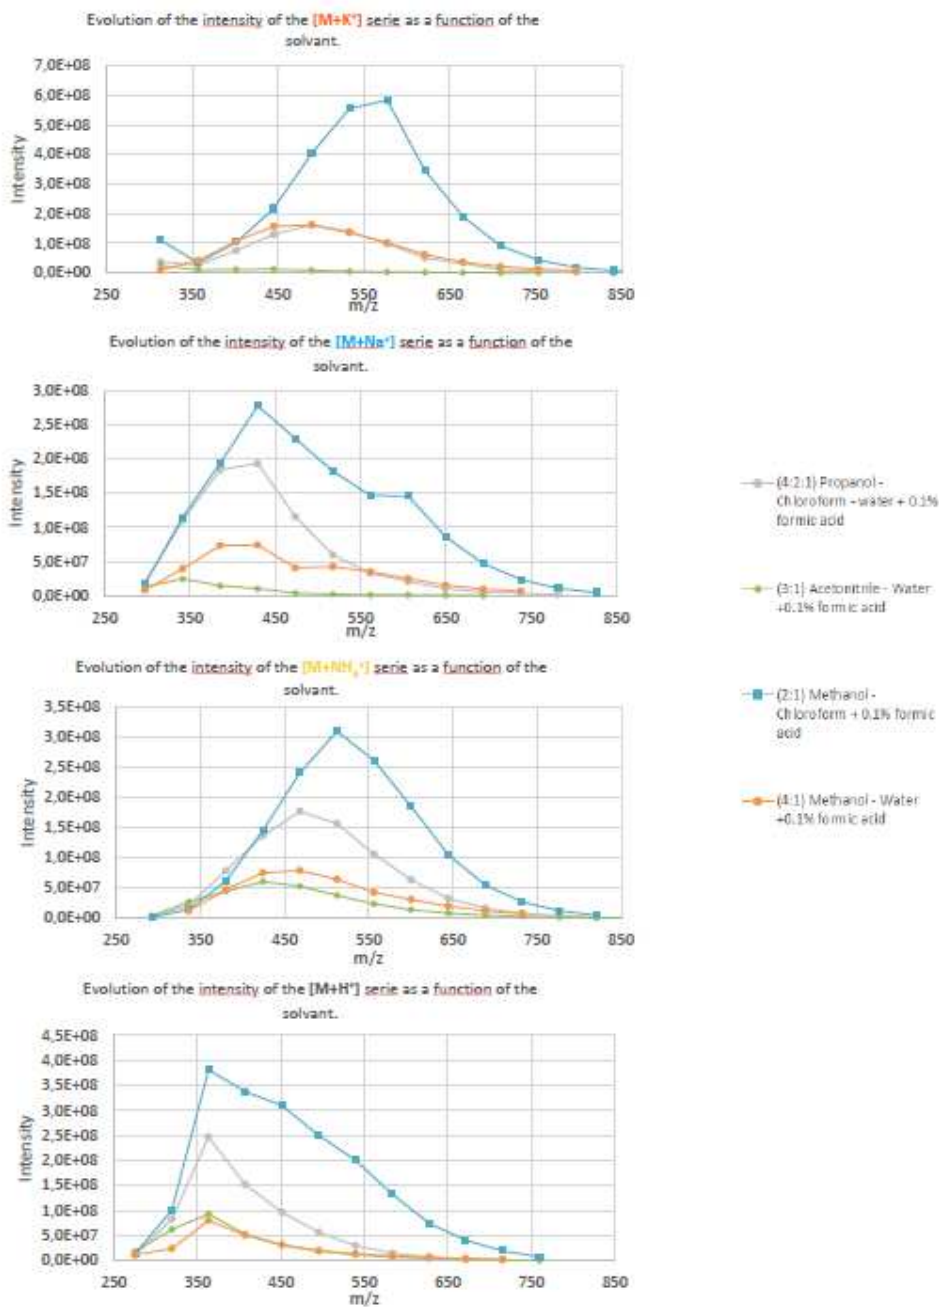 Evolution of the intensity of the [M+K⁺] serie as a function of the
solvant.
7,0E+08
6,0E+08
5,0E+08
4,0E+08
3,0E+08
2,0E+08
1,0E+08
0,0E+00
Intensity
250
350
450
550
650
750
850
m/z
Evolution of the intensity of the [M+Na⁺] serie as a function of the
solvant.
3,0E+08
2,5E+08
2,0E+08
1,5E+08
1,0E+08
5,0E+07
0,0E+00
Intensity
250
350
450
550
650
750
850
m/z
(4:2:1) Propanol -
Chloroform - water + 0.1%
formic acid
(3:1) Acetonitrile - Water
+0.1% formic acid
(2:1) Methanol -
Chloroform + 0.1% formic
acid
(4:1) Methanol - Water
+0.1% formic acid
Evolution of the intensity of the [M+NH₄⁺] serie as a function of the
solvant.
3,5E+08
3,0E+08
2,5E+08
2,0E+08
1,5E+08
1,0E+08
5,0E+07
0,0E+00
Intensity
250
350
450
550
650
750
850
m/z
Evolution of the intensity of the [M+H⁺] serie as a function of the
solvant.
4,5E+08
4,0E+08
3,5E+08
3,0E+08
2,5E+08
2,0E+08
1,5E+08
1,0E+08
5,0E+07
0,0E+00
Intensity
250
350
450
550
650
750
850
m/z